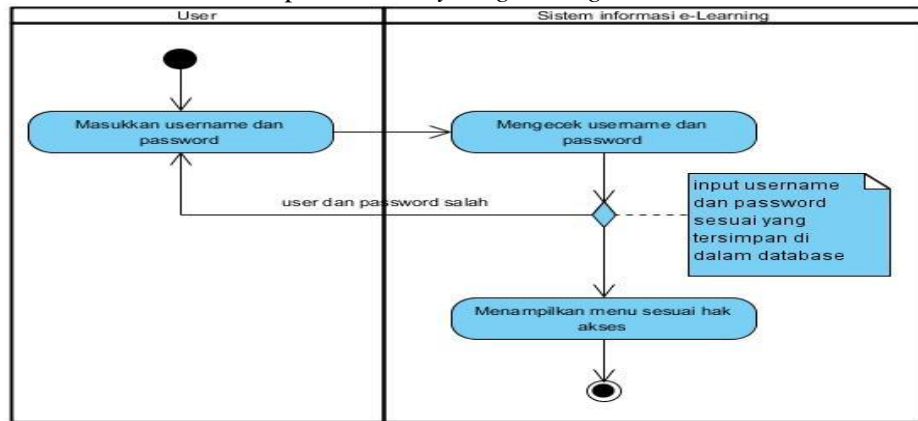 User
Sistem informasi e-Learning
Masukkan username dan
password
Mengecek username dan
password
user dan password salah
input username
dan password
sesuai yang
tersimpan di
dalam database
Menampilkan menu sesuai hak
akses